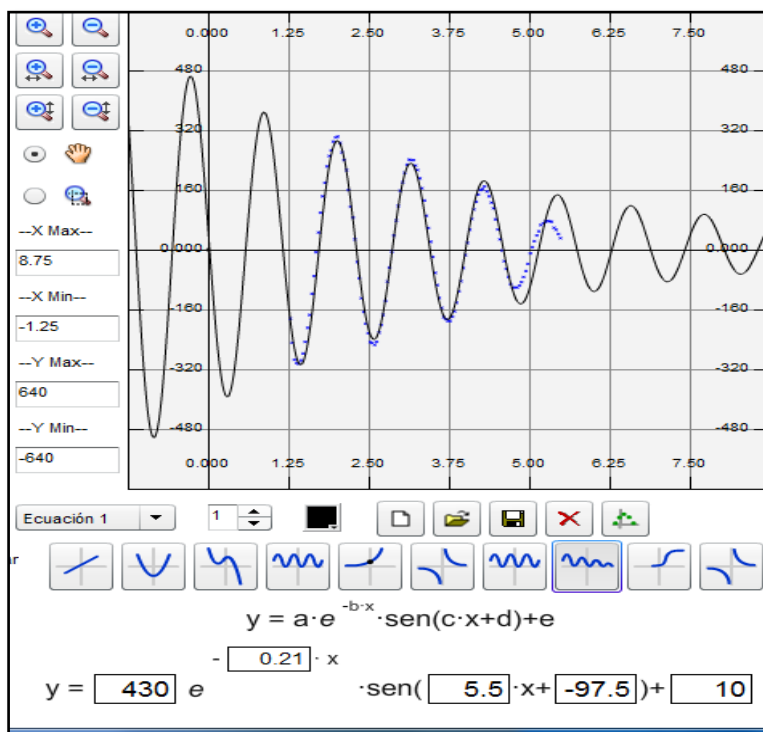 0.000 1.25 2.50 3.75 5.00 6.25 7.50
480 480
320 320
160 160
0.000 0.000
-160 -160
-320 -320
-480 -480
0.000 1.25 2.50 3.75 5.00 6.25 7.50
--X Max--
8.75
--X Min--
-1.25
--Y Max--
640
--Y Min--
-640
Ecuación 1 1
y = a·e -b·x ·sen(c·x+d)+e
- 0.21 · x
y = 430 e ·sen( 5.5 ·x+ -97.5 )+ 10